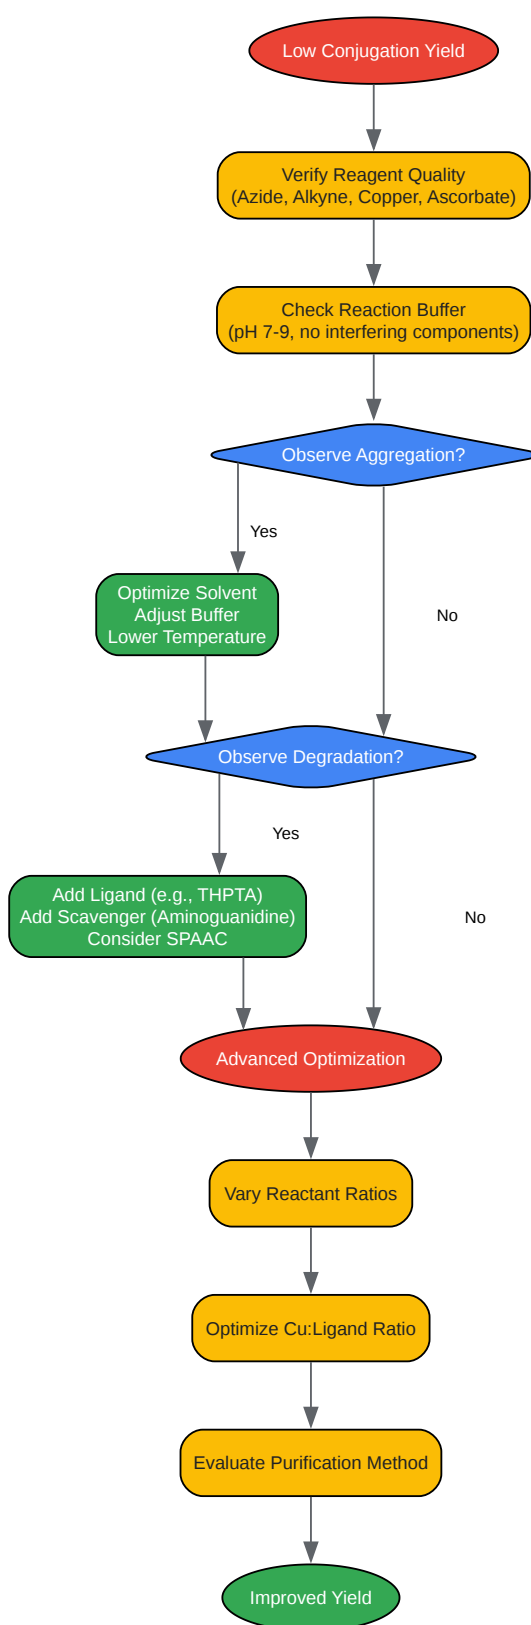 Low Conjugation Yield
Verify Reagent Quality
(Azide, Alkyne, Copper, Ascorbate)
Check Reaction Buffer
(pH 7-9, no interfering components)
Observe Aggregation?
Yes
Optimize Solvent
Adjust Buffer
Lower Temperature
No
Observe Degradation?
Yes
Add Ligand (e.g., THPTA)
Add Scavenger (Aminoguanidine)
Consider SPAAC
No
Advanced Optimization
Vary Reactant Ratios
Optimize Cu:Ligand Ratio
Evaluate Purification Method
Improved Yield